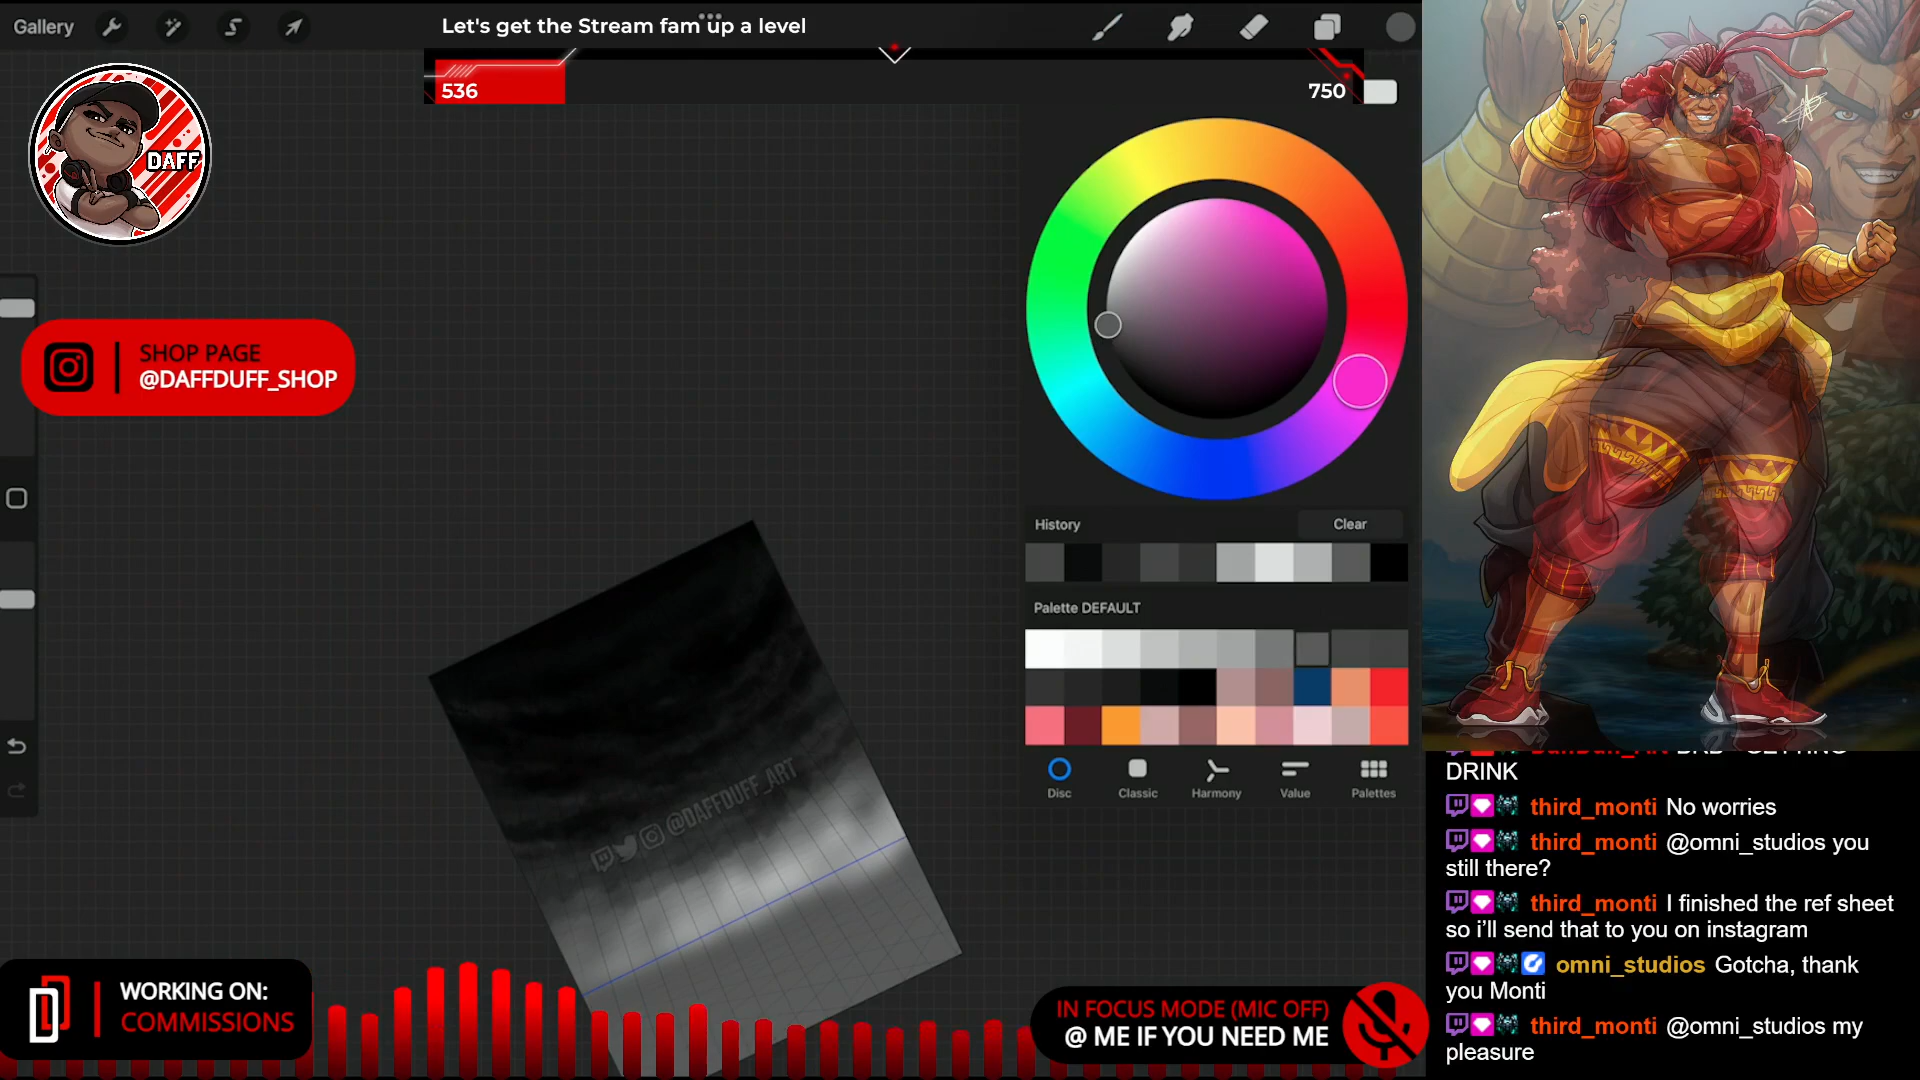 Gallery
Let's get the Stream fam up a level
536
750
DAFF
SHOP PAGE
@DAFFDUFF_SHOP
History
Clear
Palette DEFAULT
Disc
Classic
Harmony
Value
Palettes
@DAFFDUFF_ART
WORKING ON:
COMMISSIONS
IN FOCUS MODE (MIC OFF)
@ ME IF YOU NEED ME
DRINK
third_monti No worries
third_monti @omni_studios you
still there?
third_monti I finished the ref sheet
so i'll send that to you on instagram
omni_studios Gotcha, thank
you Monti
third_monti @omni_studios my
pleasure